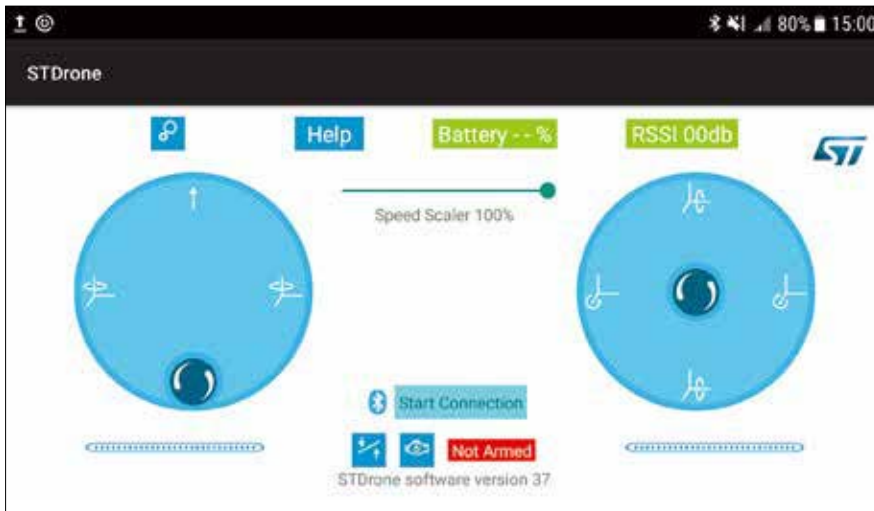 80% 15:00
STDrone
Help
Battery - - %
RSSI 00db
ST
Speed Scaler 100%
Start Connection
Not Armed
STDrone software version 37